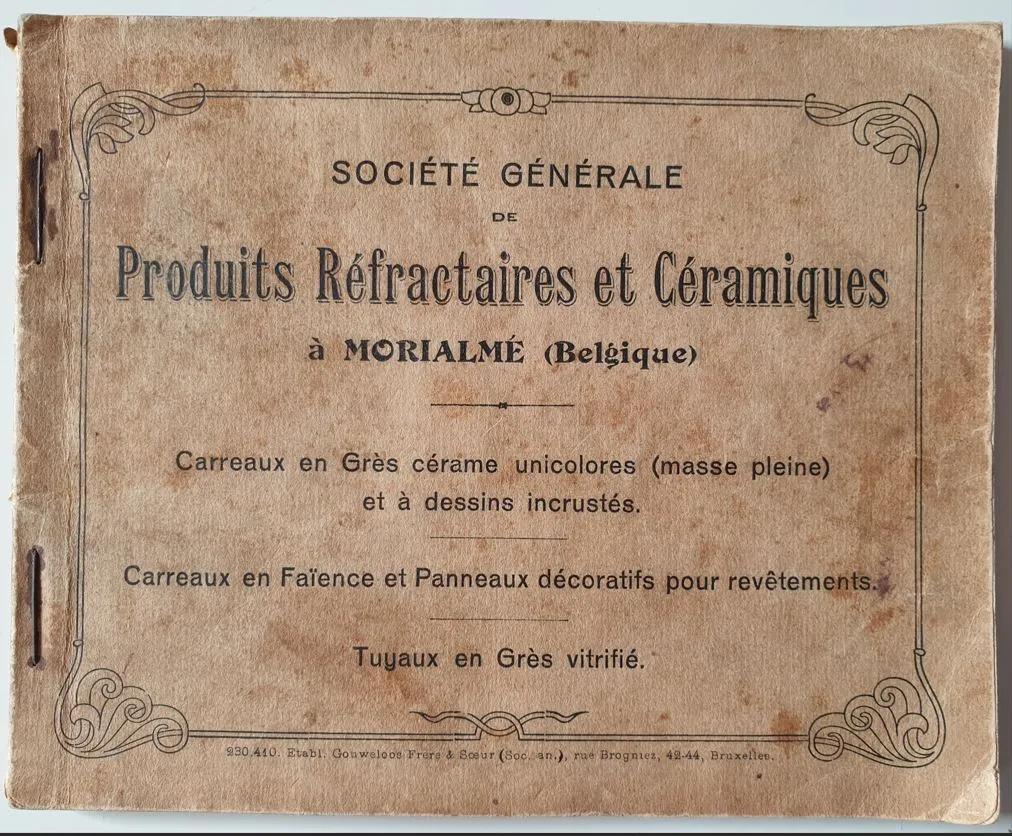 SOCIÉTÉ GÉNÉRALE
DE
Produits Réfractaires et Céramiques
à MORIALMÉ (Belgique)
Carreaux en Grès cérame unicolores (masse pleine)
et à dessins incrustés.
Carreaux en Faïence et Panneaux décoratifs pour revêtements.
Tuyaux en Grès vitrifié.
930.410. Etabl. Gouweloos Frère & Sœur (Soc. an.), rue Brogniez, 42-44, Bruxelles.